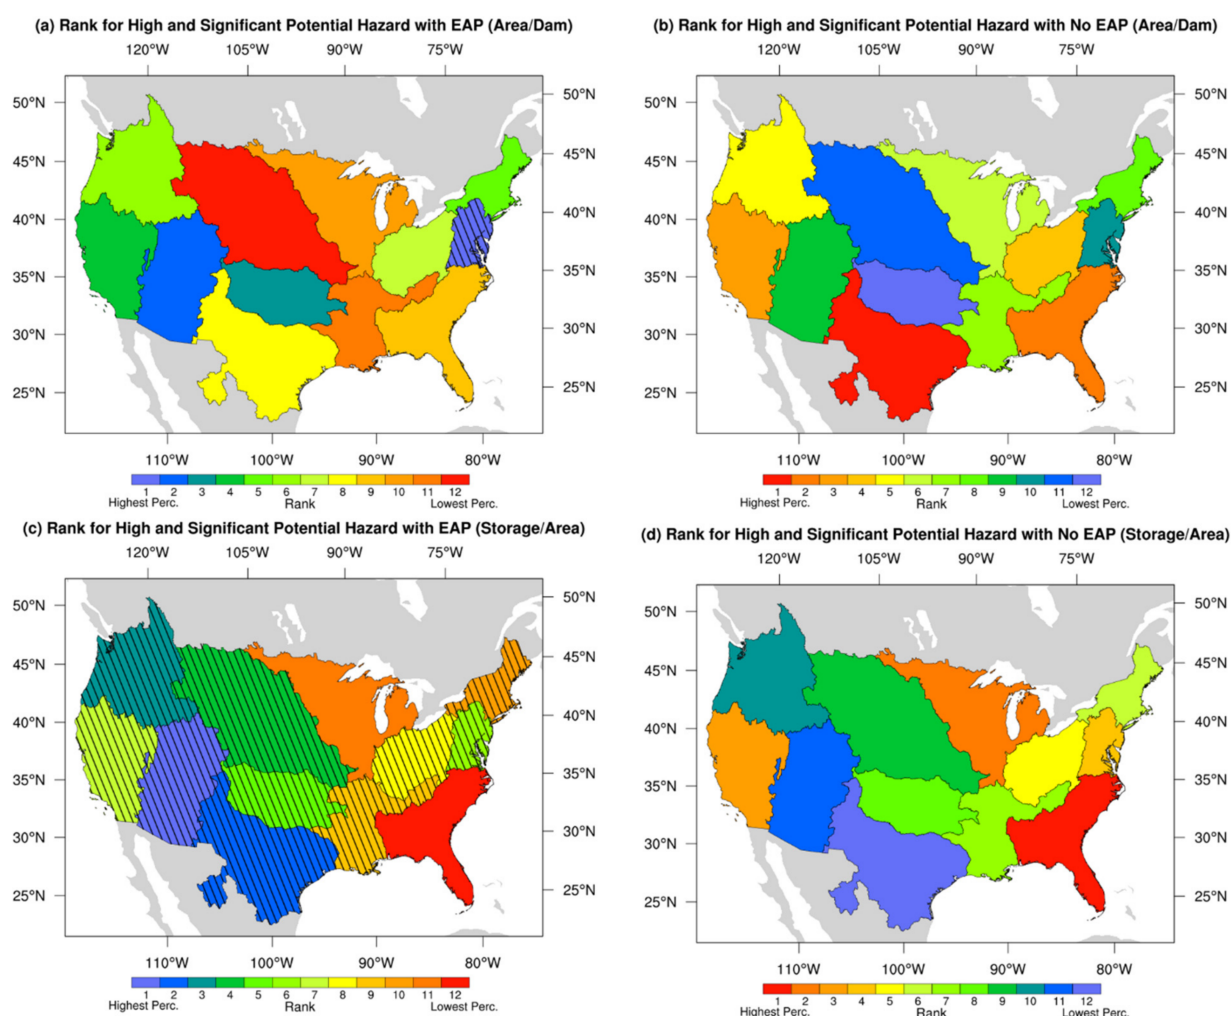 (a) Rank for High and Significant Potential Hazard with EAP (Area/Dam)
120°W 105°W 90°W 75°W
50°N 50°N
45°N 45°N
40°N 40°N
35°N 35°N
30°N 30°N
25°N 25°N
110°W 100°W 90°W 80°W
1 2 3 4 5 6 7 8 9 10 11 12
Highest Perc. Rank Lowest Perc.
(b) Rank for High and Significant Potential Hazard with No EAP (Area/Dam)
120°W 105°W 90°W 75°W
50°N 50°N
45°N 45°N
40°N 40°N
35°N 35°N
30°N 30°N
25°N 25°N
110°W 100°W 90°W 80°W
1 2 3 4 5 6 7 8 9 10 11 12
Highest Perc. Rank Lowest Perc.
(c) Rank for High and Significant Potential Hazard with EAP (Storage/Area)
120°W 105°W 90°W 75°W
50°N 50°N
45°N 45°N
40°N 40°N
35°N 35°N
30°N 30°N
25°N 25°N
110°W 100°W 90°W 80°W
1 2 3 4 5 6 7 8 9 10 11 12
Highest Perc. Rank Lowest Perc.
(d) Rank for High and Significant Potential Hazard with No EAP (Storage/Area)
120°W 105°W 90°W 75°W
50°N 50°N
45°N 45°N
40°N 40°N
35°N 35°N
30°N 30°N
25°N 25°N
110°W 100°W 90°W 80°W
1 2 3 4 5 6 7 8 9 10 11 12
Highest Perc. Rank Lowest Perc.